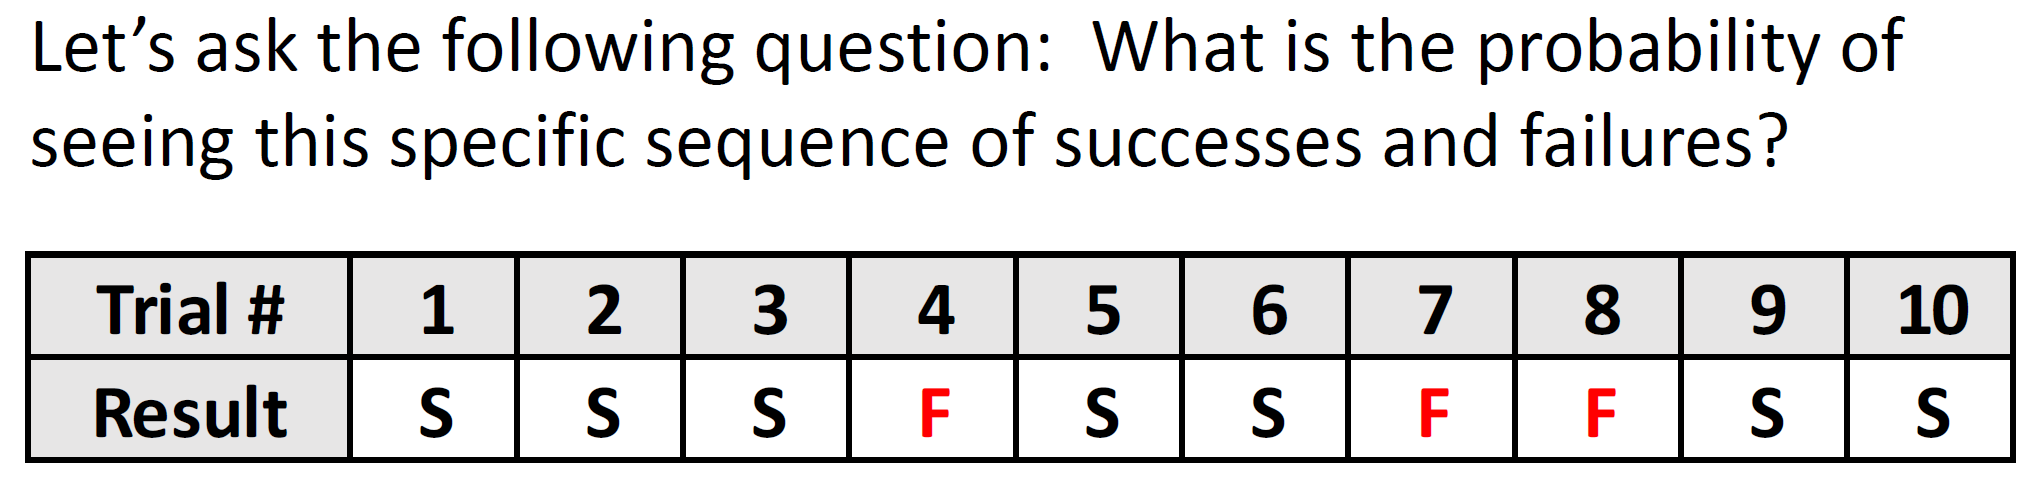 Let’s ask the following question:  What is the probability of
seeing this specific sequence of successes and failures?
Trial # 1 2 3 4 5 6 7 8 9 10
Result S S S F S S F F S S